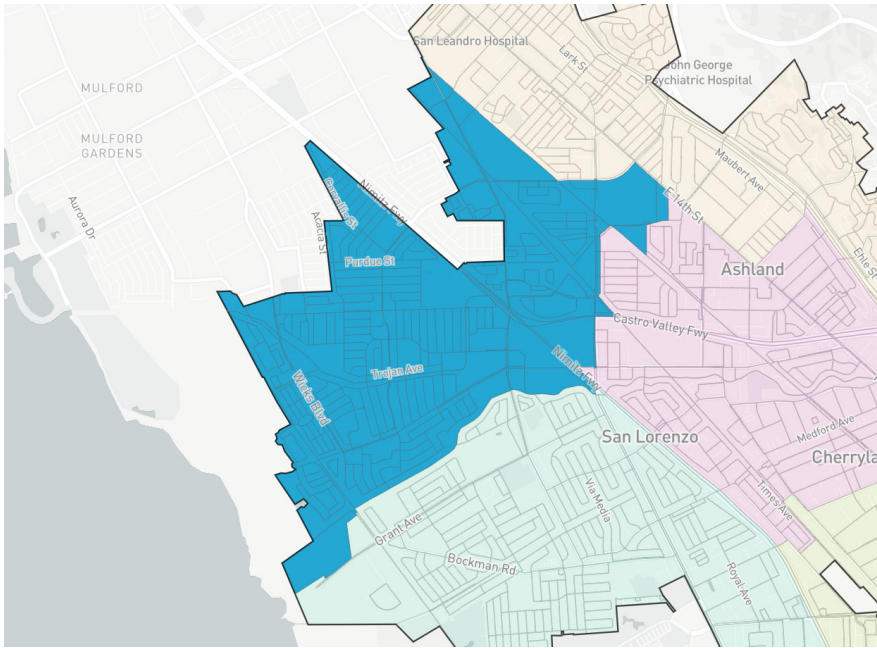 San Leandro Hospital
Lark St
John George
Psychiatric Hospital
MULFORD
MULFORD
GARDENS
Maubert Ave
Nimitz Fwy
E 14th St
Aurora Dr
Acacia St
Purdue St
Elgin St
Ashland
Castro Valley Fwy
Nimitz Fwy
Trojan Ave
Wicks Blvd
Medford Ave
San Lorenzo
Cherryla
Times Ave
Via Media
Grant Ave
Bockman Rd
Royal Ave